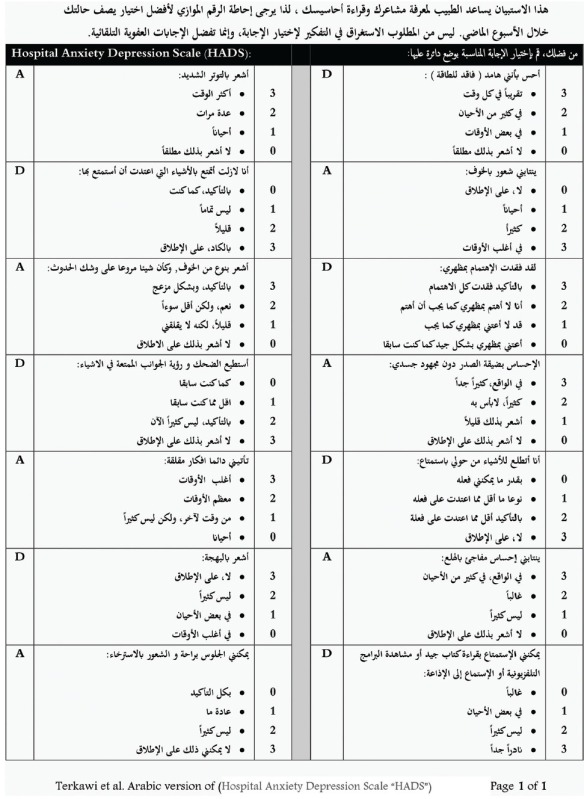 هذا الاستبيان يساعد الطبيب لمعرفة مشاعرك وقراءة أحاسيسك ، لذا يرجى إحاطة الرقم الموازي لأفضل اختيار يصف حالتك
خلال الأسبوع الماضي. ليس من المطلوب الاستغراق في التفكير لإختيار الإجابة، وإنما تفضل الإجابات العفوية التلقائية.
من فضلك، قم بإختيار الإجابة المناسبة بوضع دائرة عليها:
Hospital Anxiety Depression Scale (HADS):
D أحس بأنني هامد ( فاقد للطاقة ) :
3 • تقريباً في كل وقت
2 • في كثير من الأحيان
1 • في بعض الأوقات
0 • لا أشعر بذلك مطلقاً
A ينتابني شعور بالخوف:
0 • لا، على الإطلاق
1 • أحياناً
2 • كثيراً
3 • في أغلب الأوقات
D لقد فقدت الإهتمام بمظهري:
3 • بالتأكيد فقدت كل الاهتمام
2 • أنا لا أهتم بمظهري كما يجب أن أهتم
1 • قد لا أعتني بمظهري كما يجب
0 • أعتني بمظهري بشكل جيد كما كنت سابقا
A الإحساس بضيقة الصدر دون مجهود جسدي:
3 • في الواقع، كثيراً جداً
2 • كثيراً، لابأس به
1 • أشعر بذلك قليلاً
0 • لا أشعر بذلك على الإطلاق
D أنا أتطلع للأشياء من حولي باستمتاع:
0 • بقدر ما يمكنني فعله
1 • نوعا ما أقل مما اعتدت على فعله
2 • بالتأكيد أقل مما اعتدت على فعلة
3 • لا، على الإطلاق
A ينتابني إحساس مفاجئ بالهلع:
3 • في الواقع، في كثير من الأحيان
2 • غالباً
1 • ليس كثيراً
0 • لا أشعر بذلك على الإطلاق
D يمكنني الإستمتاع بقراءة كتاب جيد أو مشاهدة البرامج
التلفزيونية أو الإستماع إلى الإذاعة:
0 • غالباً
1 • في بعض الأحيان
2 • ليس كثيراً
3 • نادراً جداً
A أشعر بالتوتر الشديد:
3 • أكثر الوقت
2 • عدة مرات
1 • أحياناً
0 • لا أشعر بذلك مطلقاً
D أنا لازلت أتمتع بالأشياء التي اعتدت أن أستمتع بها:
0 • بالتأكيد، كما كنت
1 • ليس تماماً
2 • قليلاً
3 • بالكاد، على الإطلاق
A أشعر بنوع من الخوف, وكأن شيئا مروعا على وشك الحدوث:
3 • بالتأكيد، وبشكل مزعج
2 • نعم، ولكن أقل سوءاً
1 • قليلاً، لكنه لا يقلقني
0 • لا أشعر بذلك على الاطلاق
D أستطيع الضحك و رؤية الجوانب الممتعة في الاشياء:
0 • كما كنت سابقا
1 • اقل مما كنت سابقا
2 • بالتأكيد، ليس كثيراً الآن
3 • لا أشعر بذلك على الإطلاق
A تأتيني دائما افكار مقلقة:
3 • أغلب الأوقات
2 • معظم الأوقات
1 • من وقت لآخر، ولكن ليس كثيراً
0 • أحيانا
D أشعر بالبهجة:
3 • لا، على الإطلاق
2 • ليس كثيراً
1 • في بعض الأحيان
0 • في أغلب الأوقات
A يمكنني الجلوس براحة و الشعور بالاسترخاء:
0 • بكل التأكيد
1 • عادة ما
2 • ليس كثيراً
3 • لا يمكنني ذلك على الإطلاق
Terkawi et al. Arabic version of (Hospital Anxiety Depression Scale “HADS”) Page 1 of 1